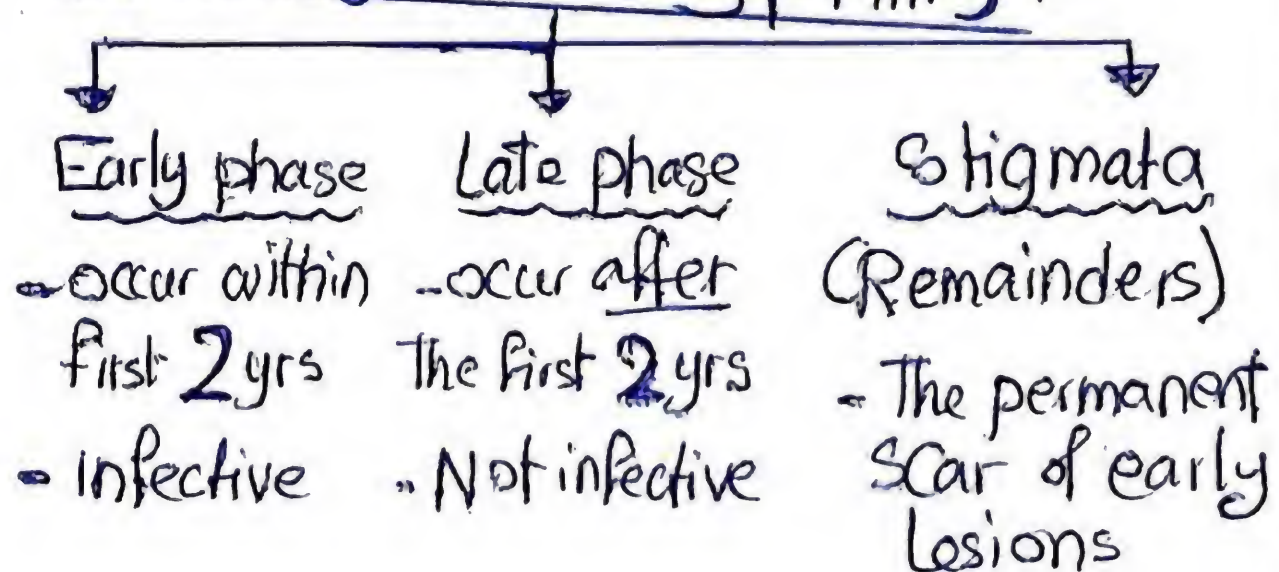 Early phase
- occur within
first 2 yrs
- Infective
Late phase
- occur after
The first 2 yrs
- Not infective
Stigmata
(Remainders)
- The permanent
scar of early
lesions